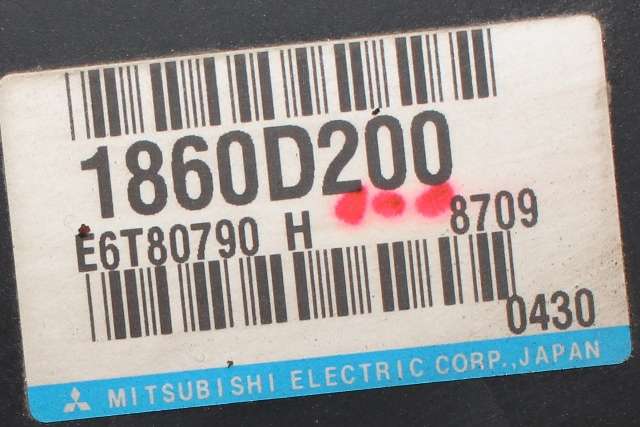 1860D200
E6T80790 H 8709
0430
MITSUBISHI ELECTRIC CORP.,JAPAN